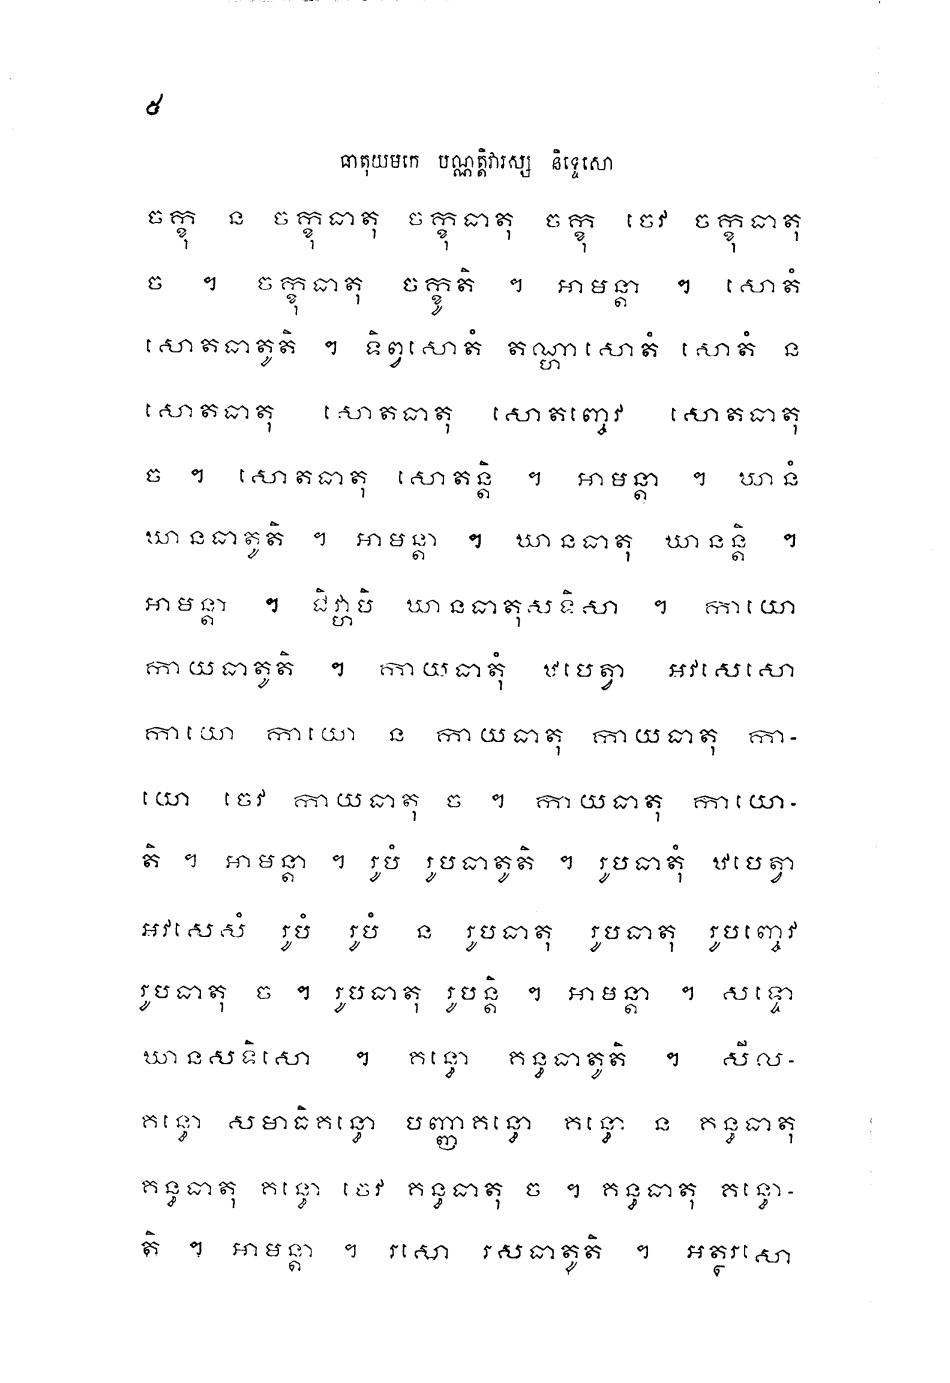 ៥
ធាតុយមកេ បណ្ណត្តិវារស្ស និទ្ទេសោ
ចក្ខុ ន ចក្ខុធាតុ ចក្ខុធាតុ ចក្ខុ ចេវ ចក្ខុធាតុ
ច ។ ចក្ខុធាតុ ចក្ខូតិ ។ អាមន្តា ។ សោតំ
សោតធាតូតិ ។ ទិព្វសោតំ តណ្ហាសោតំ សោតំ ន
សោតធាតុ សោតធាតុ សោតញ្ចេវ សោតធាតុ
ច ។ សោតធាតុ សោតន្តិ ។ អាមន្តា ។ ឃានំ
ឃានធាតូតិ ។ អាមន្តា ។ ឃានធាតុ ឃានន្តិ ។
អាមន្តា ។ ជិវ្ហាបិ ឃានធាតុសទិសា ។ កាយោ
កាយធាតូតិ ។ កាយធាតុំ ឋបេត្វា អវសេសោ
កាយោ កាយោ ន កាយធាតុ កាយធាតុ កា-
យោ ចេវ កាយធាតុ ច ។ កាយធាតុ កាយោ-
តិ ។ អាមន្តា ។ រូបំ រូបធាតូតិ ។ រូបធាតុំ ឋបេត្វា
អវសេសំ រូបំ រូបំ ន រូបធាតុ រូបធាតុ រូបញ្ចេវ
រូបធាតុ ច ។ រូបធាតុ រូបន្តិ ។ អាមន្តា ។ សទ្ទោ
ឃានសទិសោ ។ គន្ធោ គន្ធធាតូតិ ។ សីល-
គន្ធោ សមាធិគន្ធោ បញ្ញាគន្ធោ គន្ធោ ន គន្ធធាតុ
គន្ធធាតុ គន្ធោ ចេវ គន្ធធាតុ ច ។ គន្ធធាតុ គន្ធោ-
តិ ។ អាមន្តា ។ រសោ រសធាតូតិ ។ អត្ថរសោ